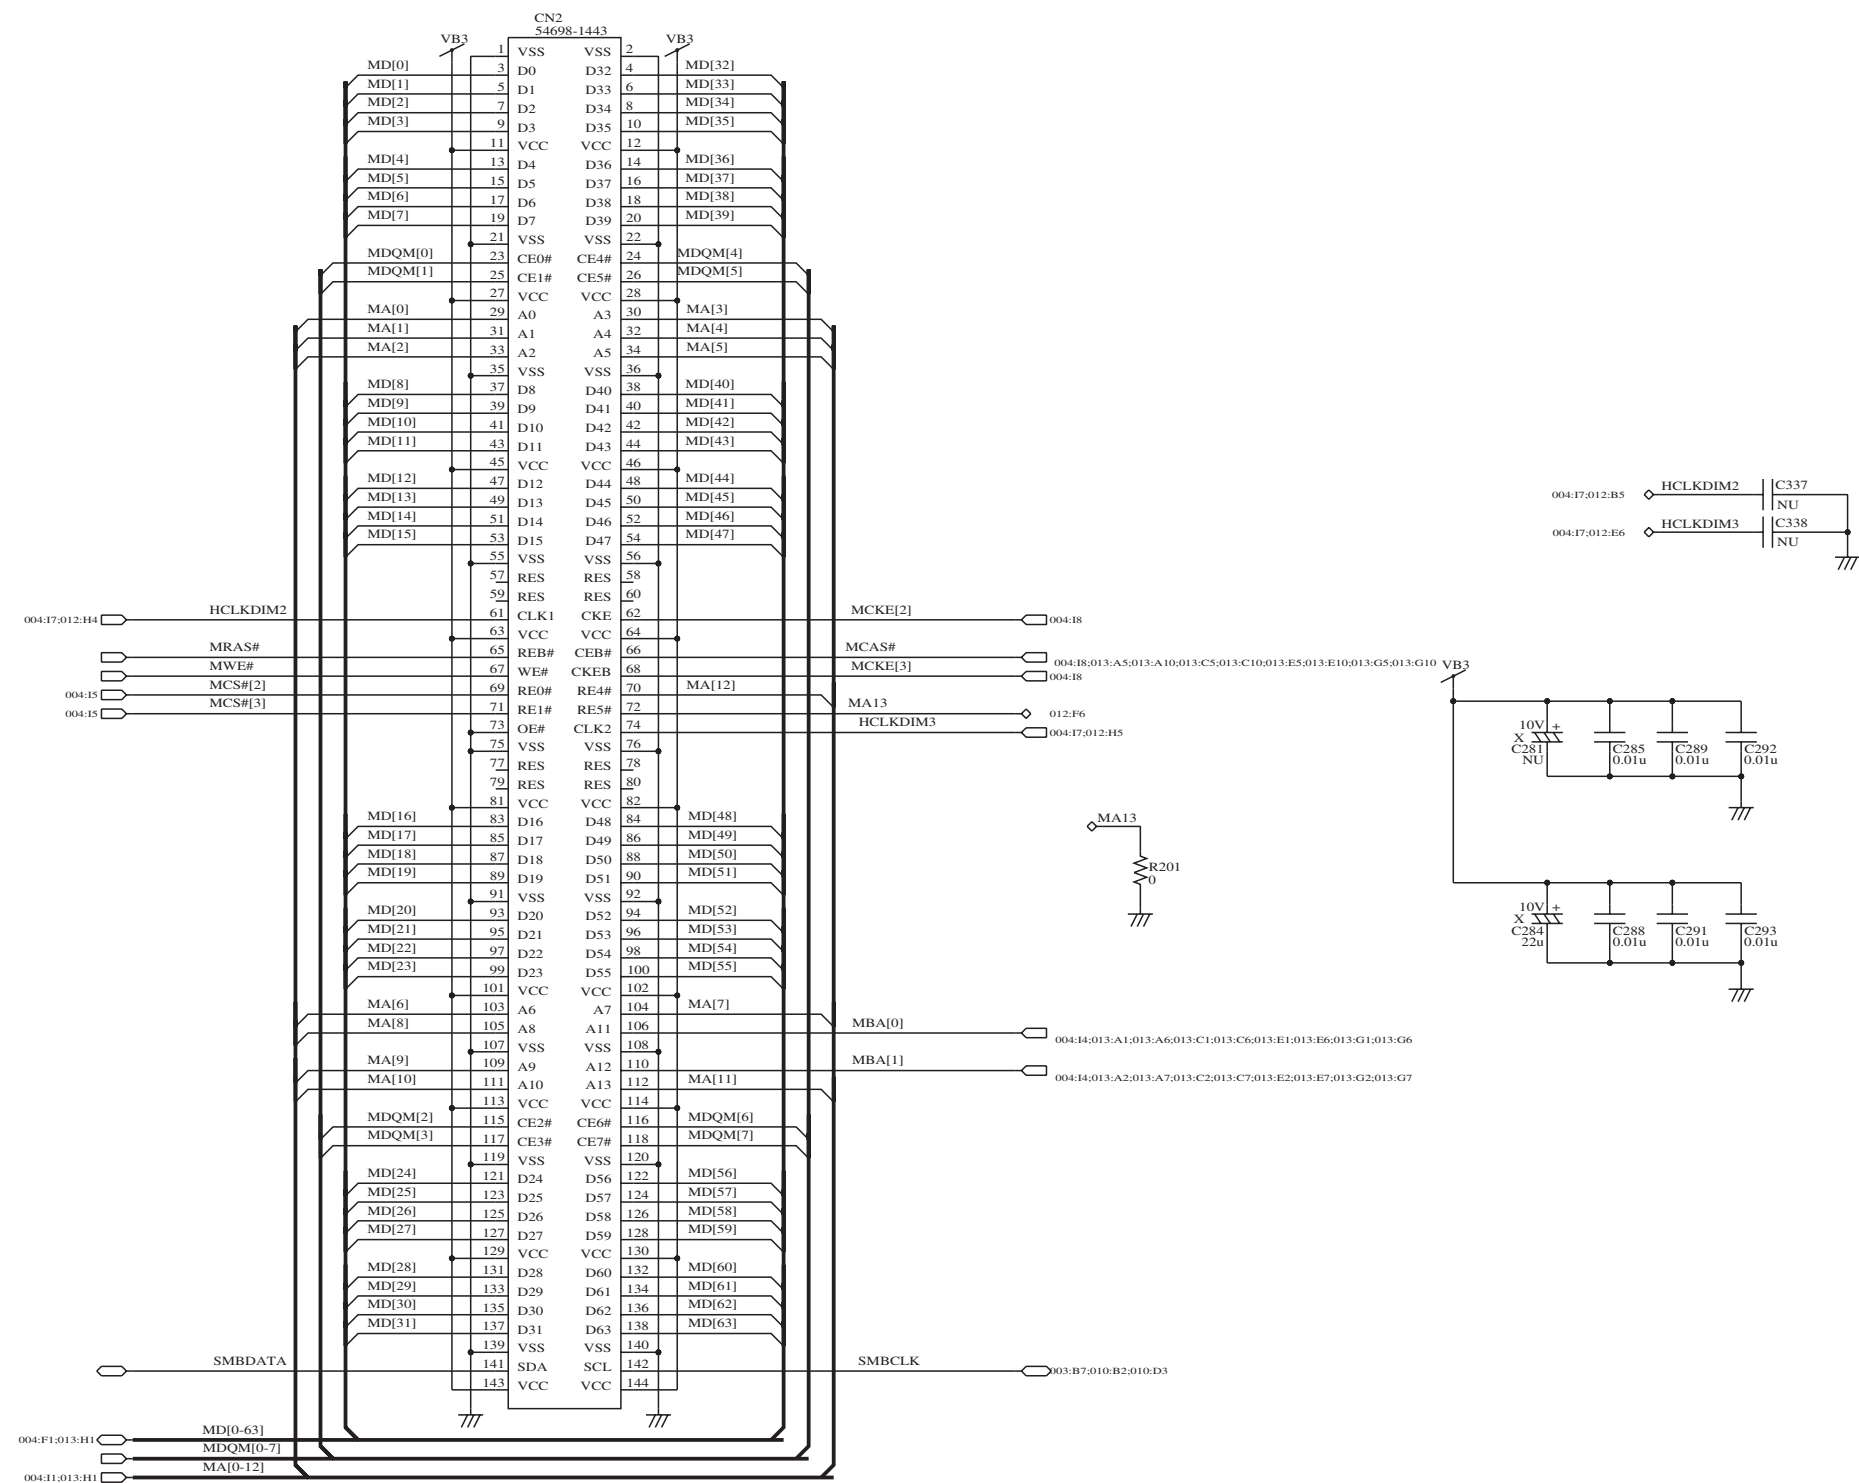 CN2
54698-1443
VB3 VB3
1 VSS VSS 2
MD[0] 3 D0 D32 4 MD[32]
MD[1] 5 D1 D33 6 MD[33]
MD[2] 7 D2 D34 8 MD[34]
MD[3] 9 D3 D35 10 MD[35]
11 VCC VCC 12
MD[4] 13 D4 D36 14 MD[36]
MD[5] 15 D5 D37 16 MD[37]
MD[6] 17 D6 D38 18 MD[38]
MD[7] 19 D7 D39 20 MD[39]
21 VSS VSS 22
MDQM[0] 23 CE0# CE4# 24 MDQM[4]
MDQM[1] 25 CE1# CE5# 26 MDQM[5]
27 VCC VCC 28
MA[0] 29 A0 A3 30 MA[3]
MA[1] 31 A1 A4 32 MA[4]
MA[2] 33 A2 A5 34 MA[5]
35 VSS VSS 36
MD[8] 37 D8 D40 38 MD[40]
MD[9] 39 D9 D41 40 MD[41]
MD[10] 41 D10 D42 42 MD[42]
MD[11] 43 D11 D43 44 MD[43]
45 VCC VCC 46
MD[12] 47 D12 D44 48 MD[44]
MD[13] 49 D13 D45 50 MD[45]
MD[14] 51 D14 D46 52 MD[46]
MD[15] 53 D15 D47 54 MD[47]
55 VSS VSS 56
57 RES RES 58
59 RES RES 60
004:I7;012:H4 HCLKDIM2 61 CLK1 CKE 62 MCKE[2] 004:I8
63 VCC VCC 64
MRAS# 65 REB# CEB# 66 MCAS# 004:I8;013:A5;013:A10;013:C5;013:C10;013:E5;013:E10;013:G5;013:G10
MWE# 67 WE# CKEB 68 MCKE[3] 004:I8
004:I5 MCS#[2] 69 RE0# RE4# 70 MA[12]
004:I5 MCS#[3] 71 RE1# RE5# 72 MA13 012:F6
73 OE# CLK2 74 HCLKDIM3 004:I7;012:H5
75 VSS VSS 76
77 RES RES 78
79 RES RES 80
81 VCC VCC 82
MD[16] 83 D16 D48 84 MD[48]
MD[17] 85 D17 D49 86 MD[49]
MD[18] 87 D18 D50 88 MD[50]
MD[19] 89 D19 D51 90 MD[51]
91 VSS VSS 92
MD[20] 93 D20 D52 94 MD[52]
MD[21] 95 D21 D53 96 MD[53]
MD[22] 97 D22 D54 98 MD[54]
MD[23] 99 D23 D55 100 MD[55]
101 VCC VCC 102
MA[6] 103 A6 A7 104 MA[7]
MA[8] 105 A8 A11 106 MBA[0] 004:I4;013:A1;013:A6;013:C1;013:C6;013:E1;013:E6;013:G1;013:G6
107 VSS VSS 108
MA[9] 109 A9 A12 110 MBA[1] 004:I4;013:A2;013:A7;013:C2;013:C7;013:E2;013:E7;013:G2;013:G7
MA[10] 111 A10 A13 112 MA[11]
113 VCC VCC 114
MDQM[2] 115 CE2# CE6# 116 MDQM[6]
MDQM[3] 117 CE3# CE7# 118 MDQM[7]
119 VSS VSS 120
MD[24] 121 D24 D56 122 MD[56]
MD[25] 123 D25 D57 124 MD[57]
MD[26] 125 D26 D58 126 MD[58]
MD[27] 127 D27 D59 128 MD[59]
129 VCC VCC 130
MD[28] 131 D28 D60 132 MD[60]
MD[29] 133 D29 D61 134 MD[61]
MD[30] 135 D30 D62 136 MD[62]
MD[31] 137 D31 D63 138 MD[63]
139 VSS VSS 140
SMBDATA 141 SDA SCL 142 SMBCLK 003:B7;010:B2;010:D3
143 VCC VCC 144
004:F1;013:H1 MD[0-63]
MDQM[0-7]
004:I1;013:H1 MA[0-12]
004:I7;012:B5 HCLKDIM2 C337
NU
004:I7;012:E6 HCLKDIM3 C338
NU
VB3
10V +
X
C281 C285 C289 C292
NU 0.01u 0.01u 0.01u
MA13
R201
0
10V +
X
C284 C288 C291 C293
22u 0.01u 0.01u 0.01u